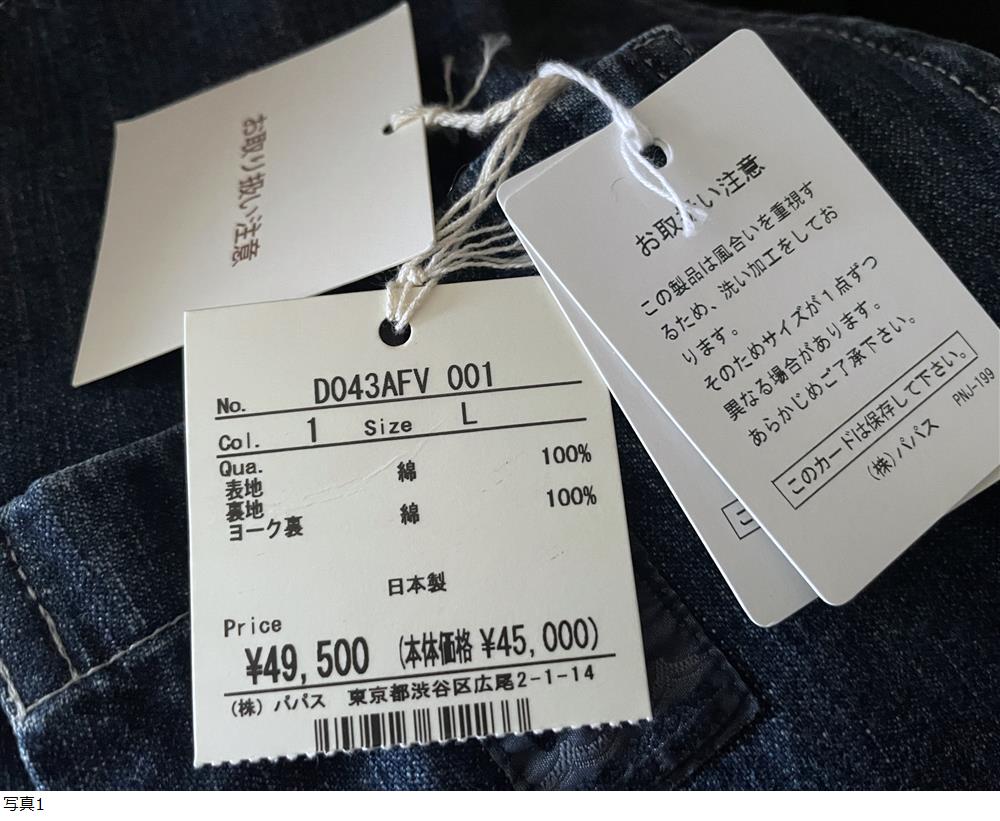 お取り扱い注意
No. D043AFV 001
Col. 1 Size L
Qua.
表地 綿 100%
裏地
ヨーク裏 綿 100%
日本製
Price
¥49,500 (本体価格 ¥45,000)
(株) パパス 東京都渋谷区広尾2-1-14
お取扱い注意
この製品は風合いを重視す
るため、洗い加工をしてお
ります。
そのためサイズが1点ずつ
異なる場合があります。
あらかじめご了承下さい。
このカードは保存して下さい。
PNJ-199
(株) パパス
こ
写真1